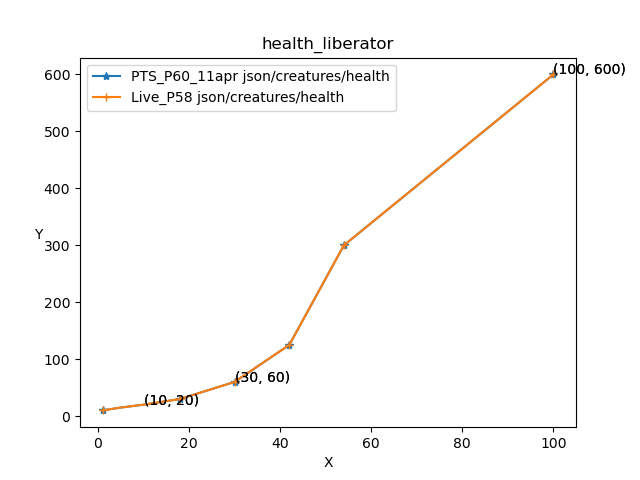 health_liberator
PTS_P60_11apr json/creatures/health
Live_P58 json/creatures/health
(100, 600)
(30, 60)
(10, 20)
Y
600
500
400
300
200
100
0
0 20 40 60 80 100
X